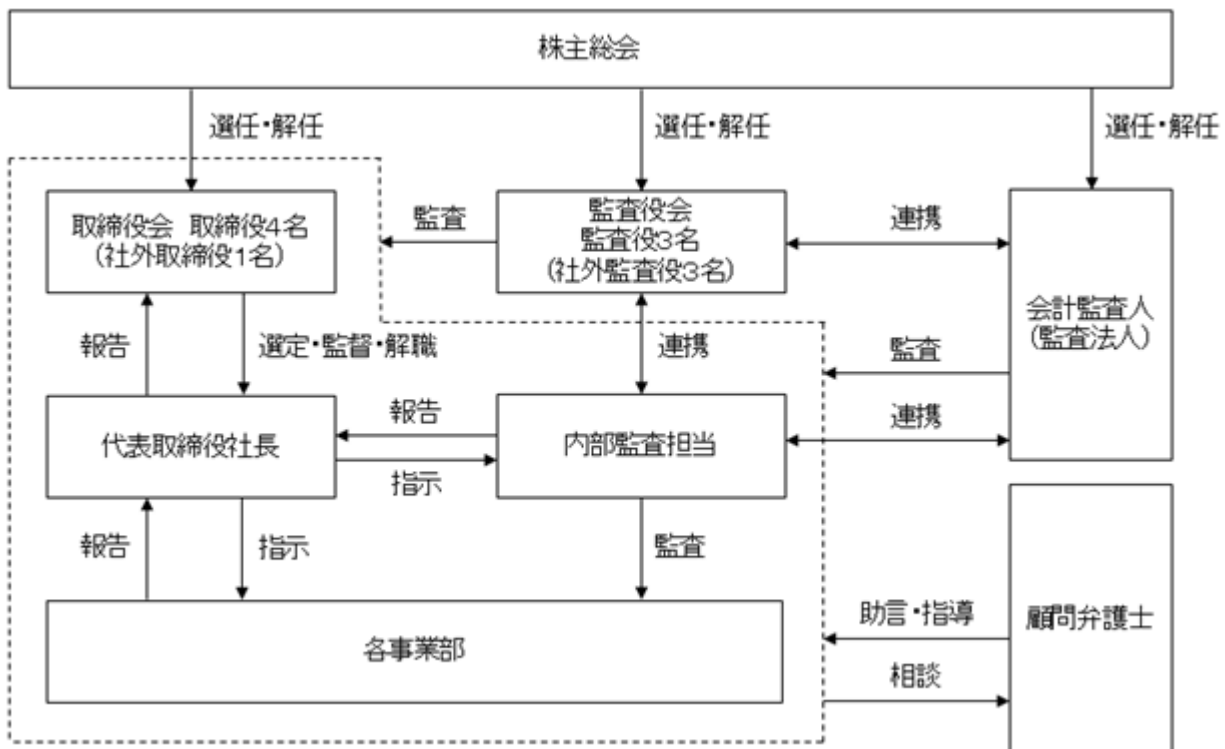 株主総会
選任・解任
選任・解任
選任・解任
取締役会 取締役4名
(社外取締役1名)
監査
監査役会
監査役3名
(社外監査役3名)
連携
会計監査人
(監査法人)
報告
選定・監督・解職
連携
監査
代表取締役社長
報告
指示
内部監査担当
連携
報告
指示
監査
各事業部
助言・指導
相談
顧問弁護士